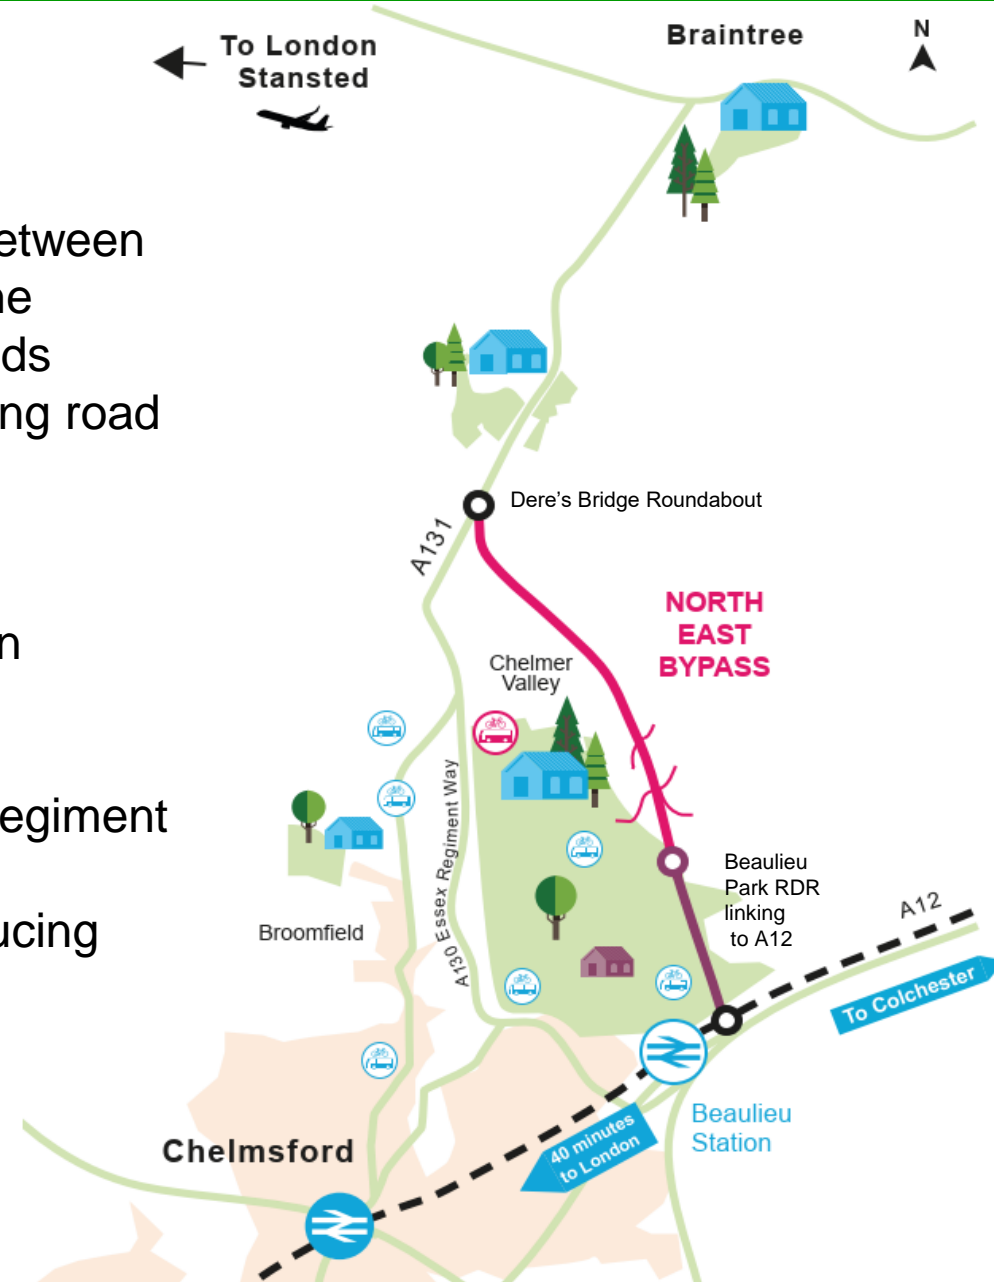 To London
Stansted
Braintree
N
etween
ne
ds
ng road
Dere's Bridge Roundabout
A131
NORTH
EAST
BYPASS
n
Chelmer
Valley
egiment
A130 Essex Regiment Way
Beaulieu
Park RDR
linking
to A12
A12
ucing
Broomfield
To Colchester
Beaulieu
Station
40 minutes
to London
Chelmsford